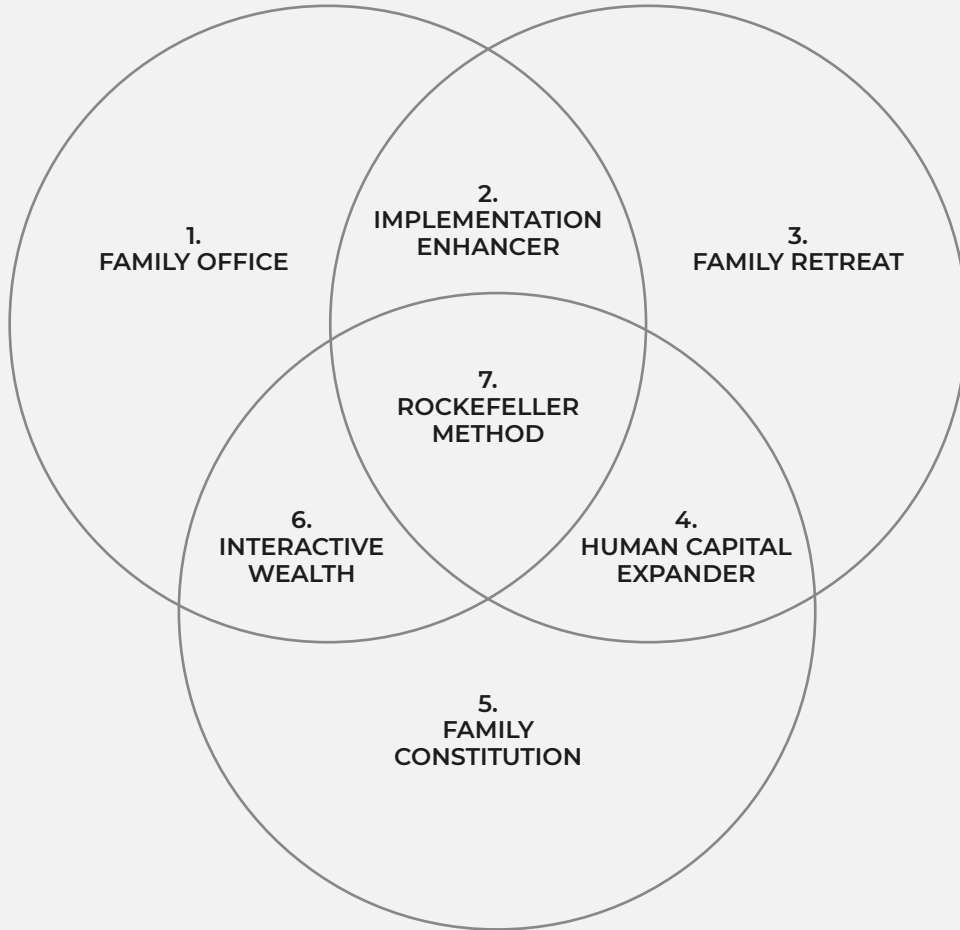 1.
FAMILY OFFICE
2.
IMPLEMENTATION
ENHANCER
3.
FAMILY RETREAT
7.
ROCKEFELLER
METHOD
6.
INTERACTIVE
WEALTH
4.
HUMAN CAPITAL
EXPANDER
5.
FAMILY
CONSTITUTION